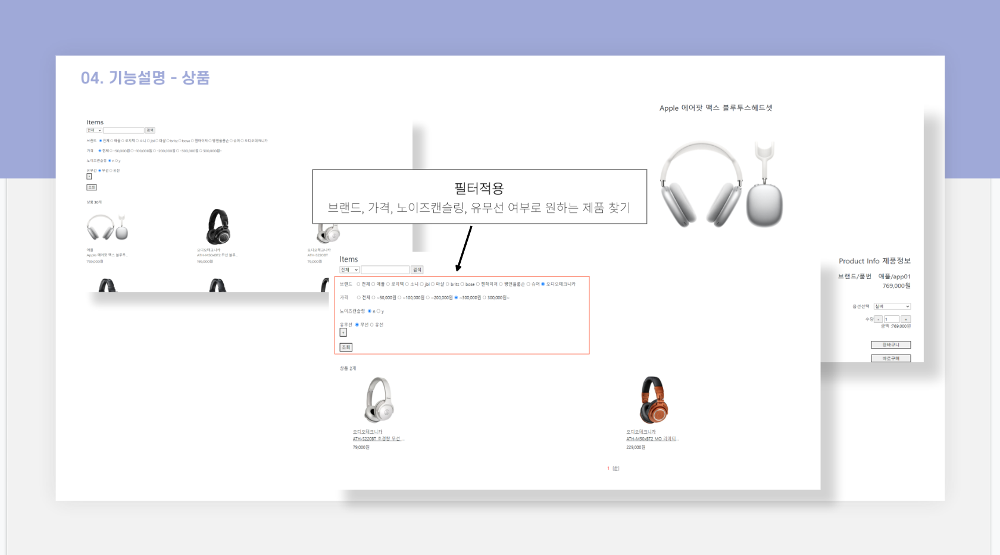 04. 기능설명 - 상품
Items
전체 검색
브랜드 전체 애플 로지텍 소니 jbl 마샬 britz bose 젠하이저 뱅앤올룹슨 슈어 오디오테크니카
가격 전체 ~50,000원 ~100,000원 ~200,000원 ~300,000원 300,000원~
노이즈캔슬링 n y
유무선 무선 유선
+
조회
상품 30개
애플
Apple 에어팟 맥스 블루투...
769,000원
오디오테크니카
ATH-M50xBT2 무선 블루...
199,000원
오디오테크니카
ATH-S220BT
79,000원
필터적용
브랜드, 가격, 노이즈캔슬링, 유무선 여부로 원하는 제품 찾기
Items
전체 검색
브랜드 전체 애플 로지텍 소니 jbl 마샬 britz bose 젠하이저 뱅앤올룹슨 슈어 오디오테크니카
가격 전체 ~50,000원 ~100,000원 ~200,000원 ~300,000원 300,000원~
노이즈캔슬링 n y
유무선 무선 유선
+
조회
상품 2개
오디오테크니카
ATH-S220BT 초경량 무선 ...
79,000원
오디오테크니카
ATH-M50xBT2 MO 리미티...
229,000원
1 [끝]
Apple 에어팟 맥스 블루투스헤드셋
Product Info 제품정보
브랜드/품번 애플/app01
769,000원
옵션선택 실버
수량 - 1 +
금액 :769,000원
장바구니
바로구매